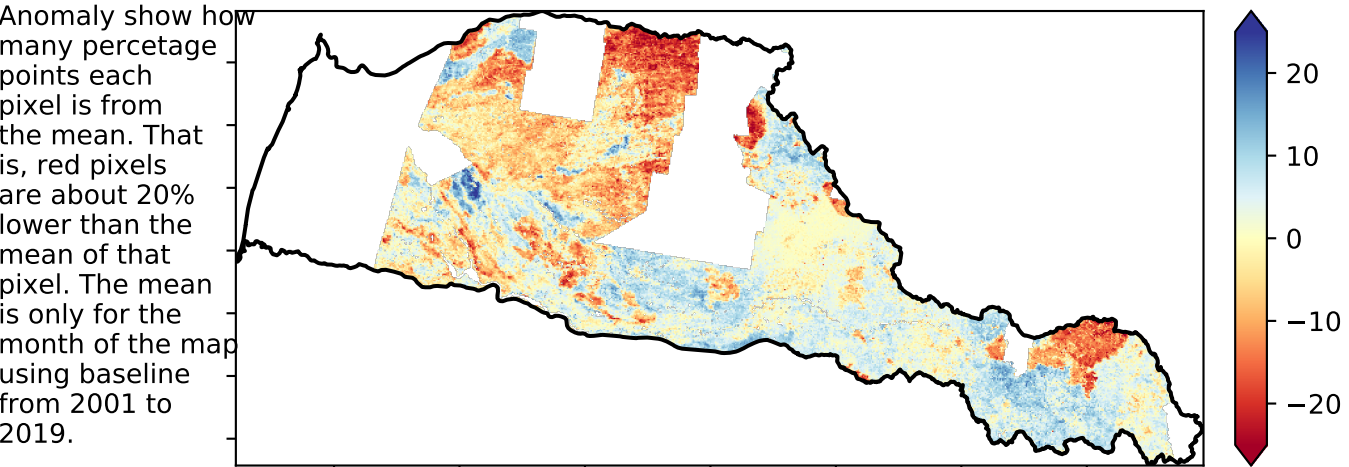 Anomaly show how
many percetage
points each
pixel is from
the mean. That
is, red pixels
are about 20%
lower than the
mean of that
pixel. The mean
is only for the
month of the map
using baseline
from 2001 to
2019.
20
10
0
−10
−20